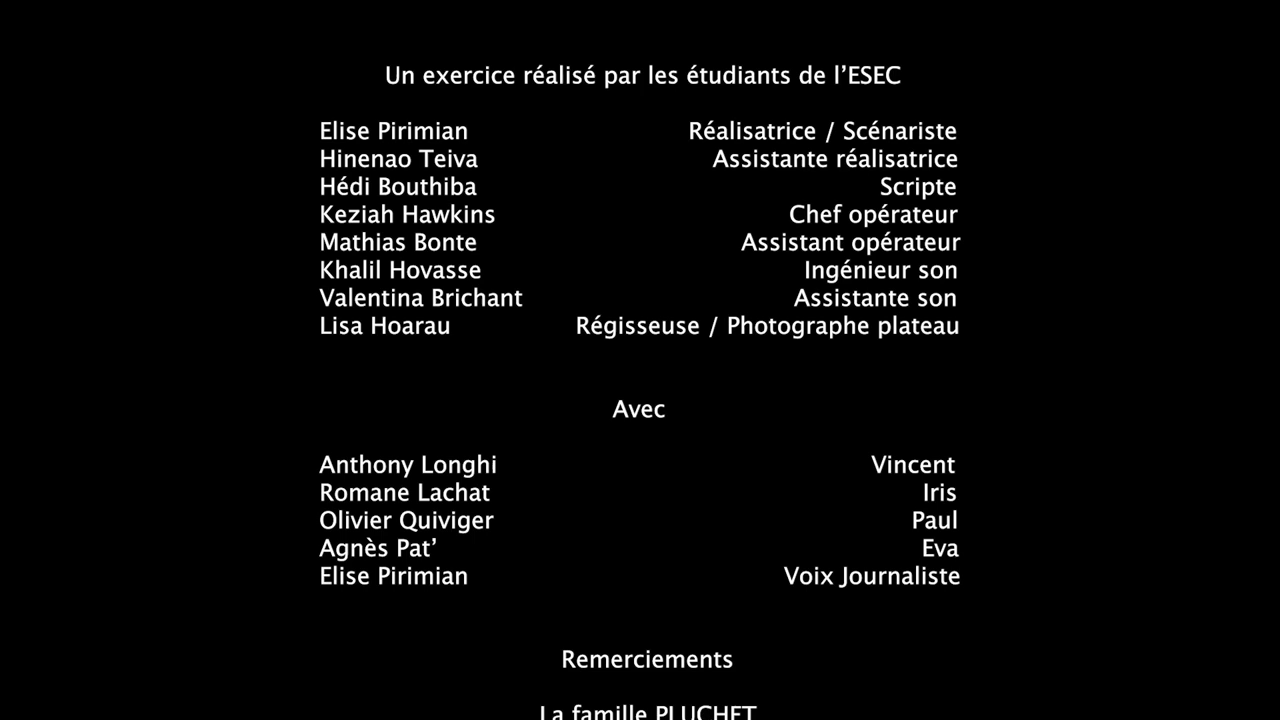 Un exercice réalisé par les étudiants de l’ESEC
Elise Pirimian Réalisatrice / Scénariste
Hinenao Teiva Assistante réalisatrice
Hédi Bouthiba Scripte
Keziah Hawkins Chef opérateur
Mathias Bonte Assistant opérateur
Khalil Hovasse Ingénieur son
Valentina Brichant Assistante son
Lisa Hoarau Régisseuse / Photographe plateau
Avec
Anthony Longhi Vincent
Romane Lachat Iris
Olivier Quiviger Paul
Agnès Pat’ Eva
Elise Pirimian Voix Journaliste
Remerciements
La famille PLUCHET